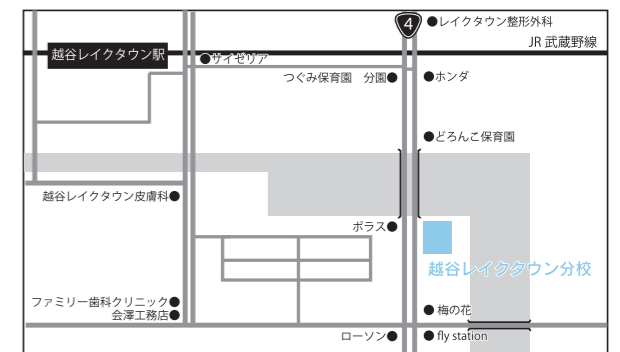 4
●レイクタウン整形外科
JR 武蔵野線
越谷レイクタウン駅
●サイゼリア
つぐみ保育園 分園●
●ホンダ
●どろんこ保育園
越谷レイクタウン皮膚科●
ポラス●
越谷レイクタウン分校
ファミリー歯科クリニック●
●梅の花
会澤工務店●
ローソン●
●fly station